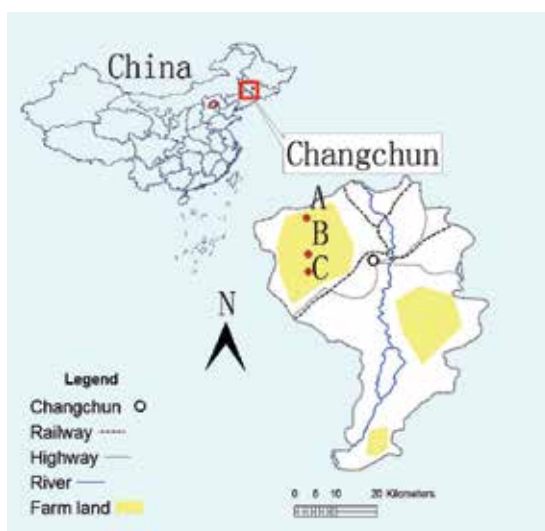 China
Changchun
A
B
C
N
Legend
Changchun
Railway
Highway
River
Farm land
0 5 10 20 Kilometers